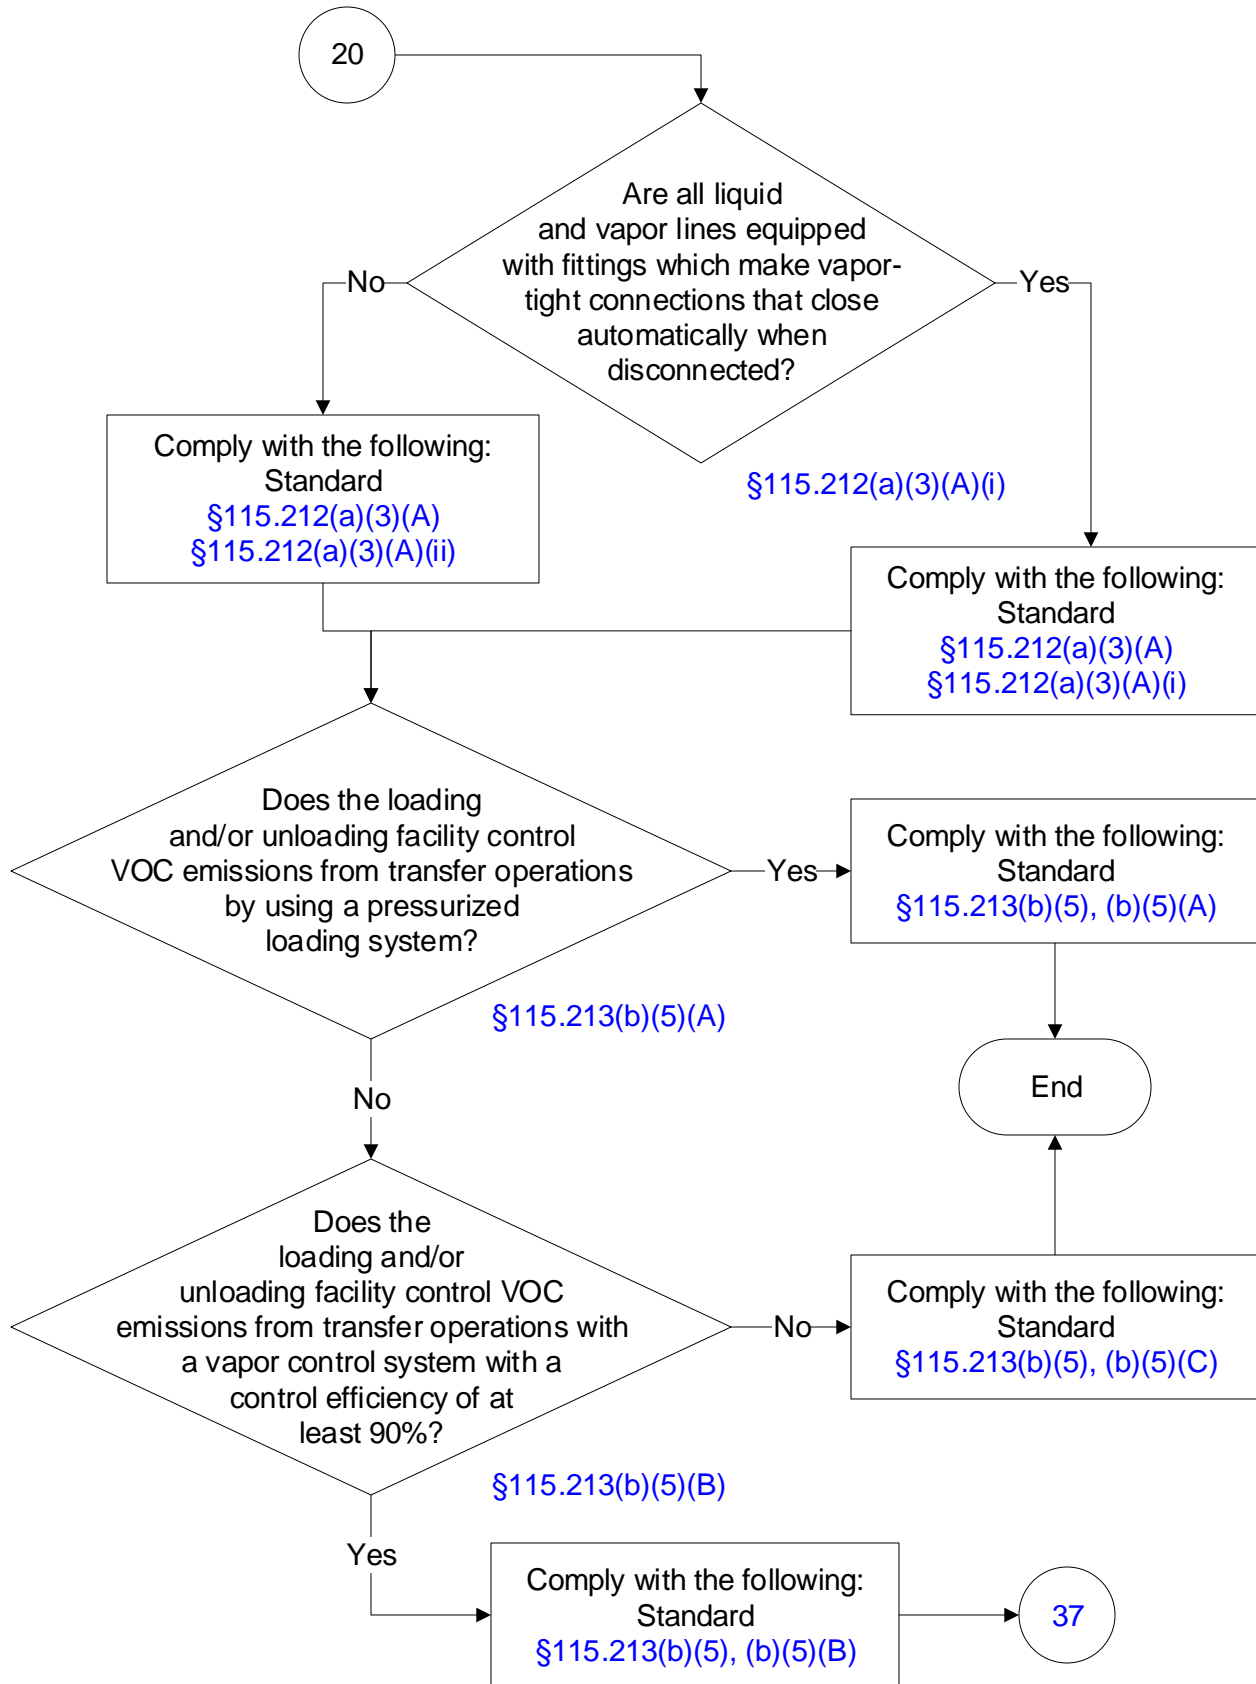 20
Are all liquid
and vapor lines equipped
with fittings which make vapor-
tight connections that close
automatically when
disconnected?
No
Yes
§115.212(a)(3)(A)(i)
Comply with the following:
Standard
§115.212(a)(3)(A)
§115.212(a)(3)(A)(ii)
Comply with the following:
Standard
§115.212(a)(3)(A)
§115.212(a)(3)(A)(i)
Does the loading
and/or unloading facility control
VOC emissions from transfer operations
by using a pressurized
loading system?
Yes
Comply with the following:
Standard
§115.213(b)(5), (b)(5)(A)
§115.213(b)(5)(A)
No
End
Does the
loading and/or
unloading facility control VOC
emissions from transfer operations with
a vapor control system with a
control efficiency of at
least 90%?
No
Comply with the following:
Standard
§115.213(b)(5), (b)(5)(C)
§115.213(b)(5)(B)
Yes
Comply with the following:
Standard
§115.213(b)(5), (b)(5)(B)
37